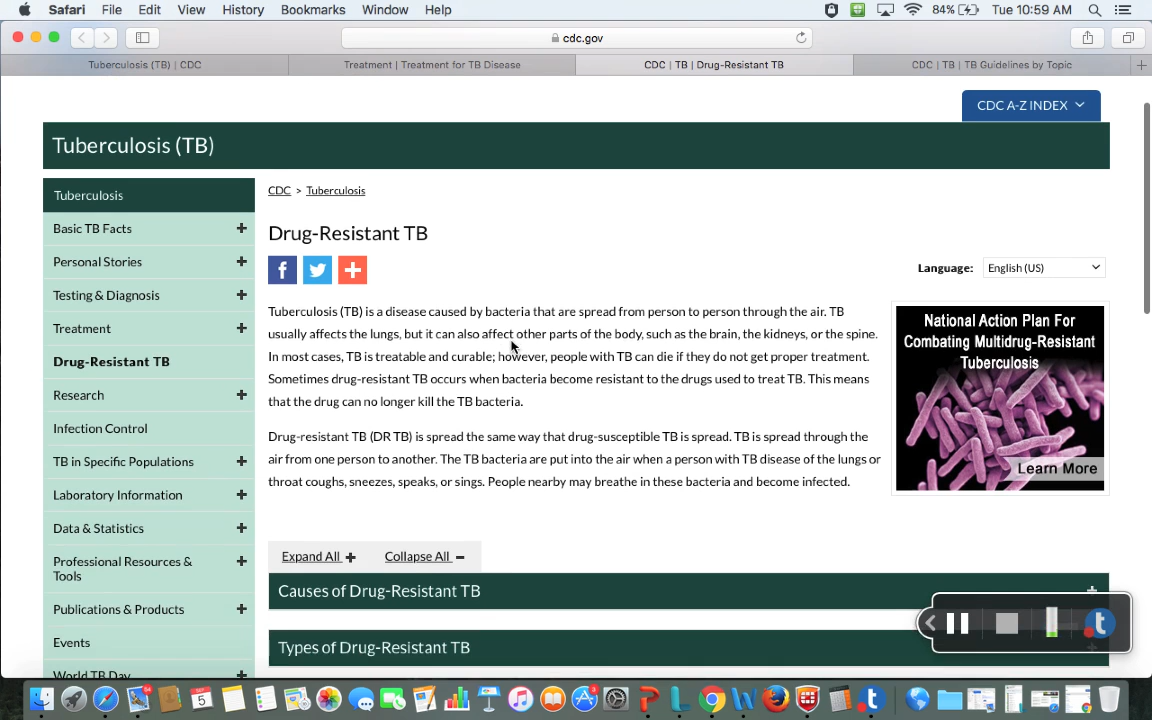 Safari File Edit View History Bookmarks Window Help 84% Tue 10:59 AM
cdc.gov
Tuberculosis (TB) | CDC
Treatment | Treatment for TB Disease
CDC | TB | Drug-Resistant TB
CDC | TB | TB Guidelines by Topic
CDC A-Z INDEX
Tuberculosis (TB)
Tuberculosis
Basic TB Facts
Personal Stories
Testing & Diagnosis
Treatment
Drug-Resistant TB
Research
Infection Control
TB in Specific Populations
Laboratory Information
Data & Statistics
Professional Resources &
Tools
Publications & Products
Events
World TB Day
CDC > Tuberculosis
Drug-Resistant TB
Language: English (US)
Tuberculosis (TB) is a disease caused by bacteria that are spread from person to person through the air. TB
usually affects the lungs, but it can also affect other parts of the body, such as the brain, the kidneys, or the spine.
In most cases, TB is treatable and curable; however, people with TB can die if they do not get proper treatment.
Sometimes drug-resistant TB occurs when bacteria become resistant to the drugs used to treat TB. This means
that the drug can no longer kill the TB bacteria.
Drug-resistant TB (DR TB) is spread the same way that drug-susceptible TB is spread. TB is spread through the
air from one person to another. The TB bacteria are put into the air when a person with TB disease of the lungs or
throat coughs, sneezes, speaks, or sings. People nearby may breathe in these bacteria and become infected.
National Action Plan For
Combating Multidrug-Resistant
Tuberculosis
Learn More
Expand All
Collapse All
Causes of Drug-Resistant TB
Types of Drug-Resistant TB